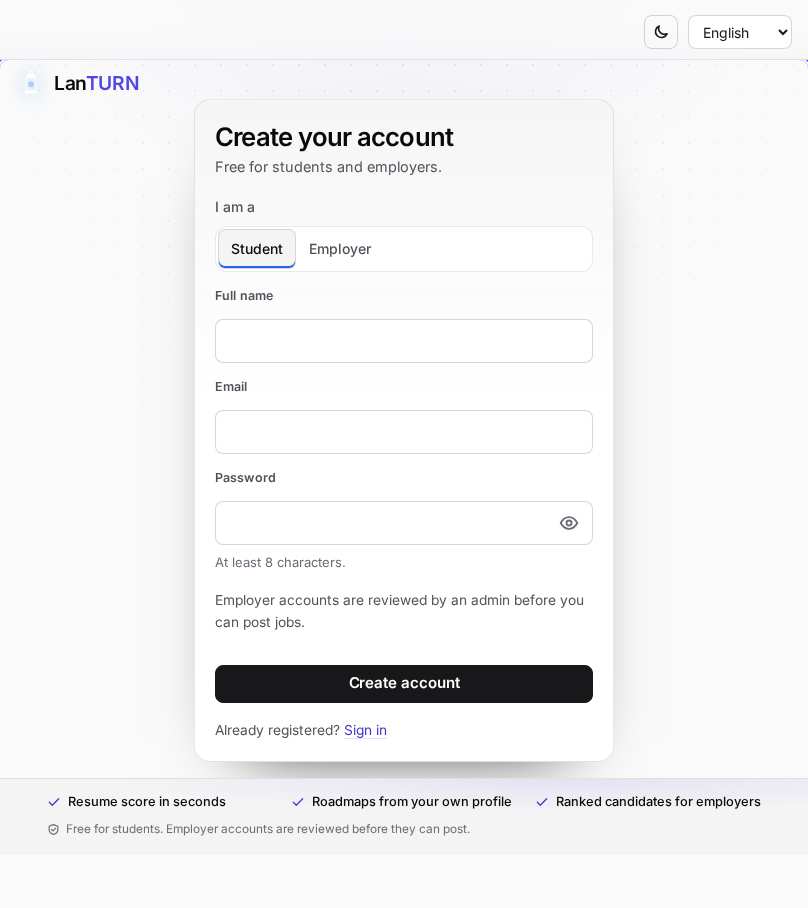 English
LanTURN
Create your account
Free for students and employers.
I am a
Student
Employer
Full name
Email
Password
At least 8 characters.
Employer accounts are reviewed by an admin before you
can post jobs.
Create account
Already registered? Sign in
Resume score in seconds
Roadmaps from your own profile
Ranked candidates for employers
Free for students. Employer accounts are reviewed before they can post.